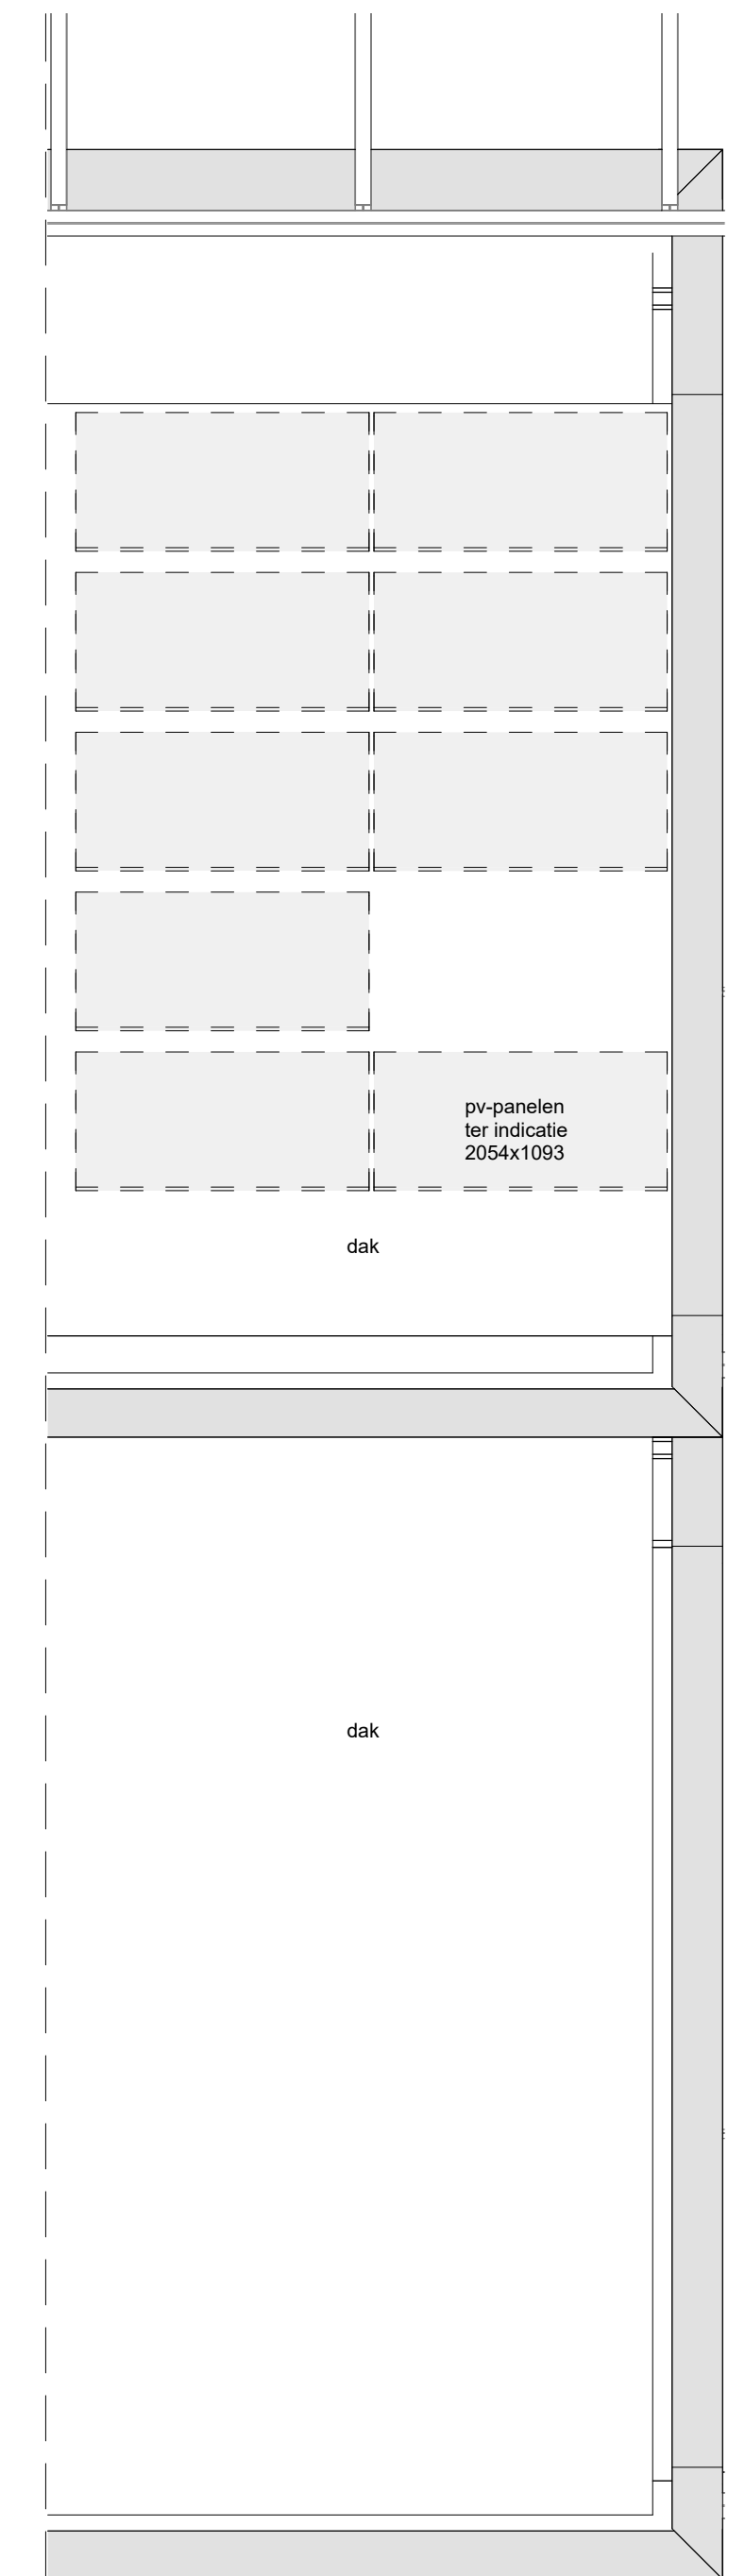 pv-panelen
ter indicatie
2054x1093
dak
dak